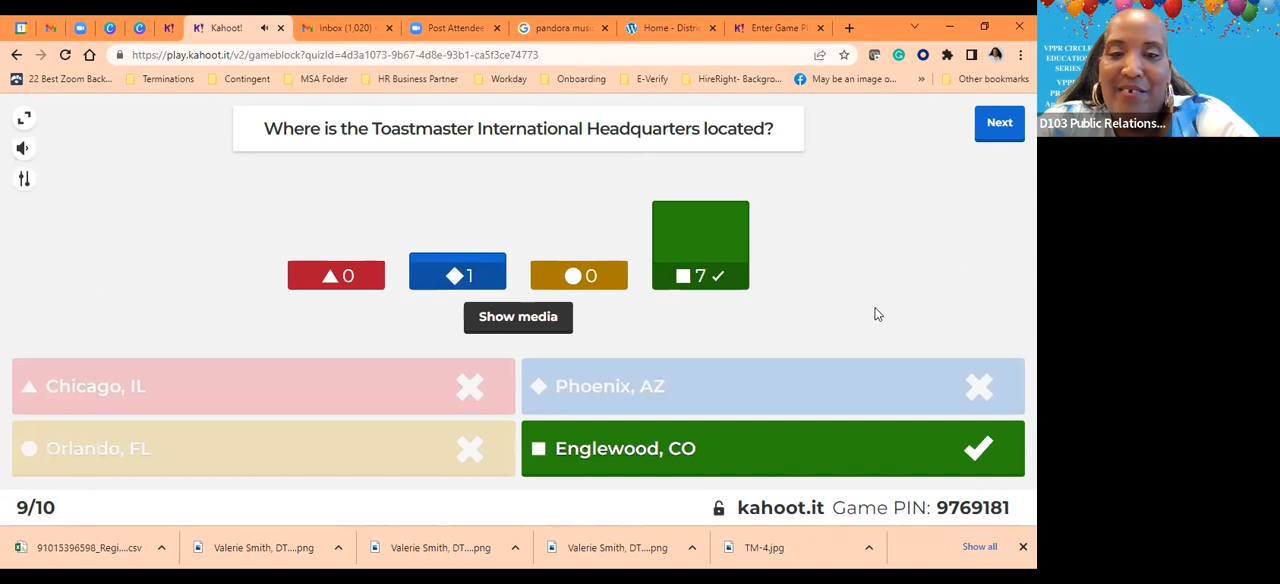 Kahoot!
Inbox (1,020)
Post Attendee
pandora musi
Home - Distric
Enter Game P
https://play.kahoot.it/v2/gameblock?quizId=4d3a1073-9b67-4d8e-93b1-ca5f3ce74773
22 Best Zoom Back...
Terminations
Contingent
MSA Folder
HR Business Partner
Workday
Onboarding
E-Verify
HireRight- Backgro...
May be an image o...
»
Other bookmarks
VPPR CIRCLE
EDUCATION
SERIES
D103 Public Relations...
Where is the Toastmaster International Headquarters located?
Next
0
1
0
7
Show media
Chicago, IL
Phoenix, AZ
Orlando, FL
Englewood, CO
9/10
kahoot.it Game PIN: 9769181
91015396598_Regi....csv
Valerie Smith, DT....png
Valerie Smith, DT....png
Valerie Smith, DT....png
TM-4.jpg
Show all